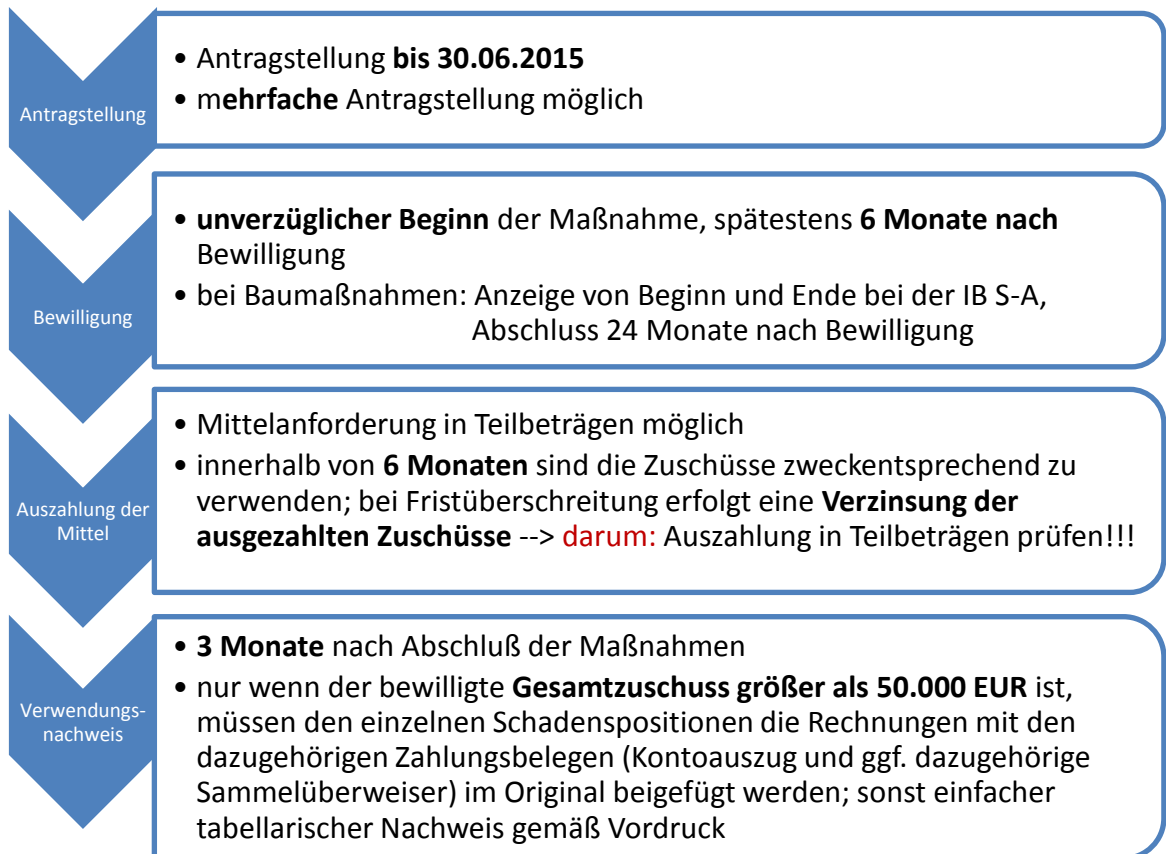 Antragstellung
• Antragstellung bis 30.06.2015
• mehrfache Antragstellung möglich
Bewilligung
• unverzüglicher Beginn der Maßnahme, spätestens 6 Monate nach
Bewilligung
• bei Baumaßnahmen: Anzeige von Beginn und Ende bei der IB S-A,
Abschluss 24 Monate nach Bewilligung
Auszahlung der
Mittel
• Mittelanforderung in Teilbeträgen möglich
• innerhalb von 6 Monaten sind die Zuschüsse zweckentsprechend zu
verwenden; bei Fristüberschreitung erfolgt eine Verzinsung der
ausgezahlten Zuschüsse --> darum: Auszahlung in Teilbeträgen prüfen!!!
Verwendungs-
nachweis
• 3 Monate nach Abschluß der Maßnahmen
• nur wenn der bewilligte Gesamtzuschuss größer als 50.000 EUR ist,
müssen den einzelnen Schadenspositionen die Rechnungen mit den
dazugehörigen Zahlungsbelegen (Kontoauszug und ggf. dazugehörige
Sammelüberweiser) im Original beigefügt werden; sonst einfacher
tabellarischer Nachweis gemäß Vordruck